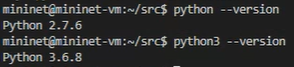 mininet@mininet-vm:~/src$ python --version
Python 2.7.6
mininet@mininet-vm:~/src$ python3 --version
Python 3.6.8